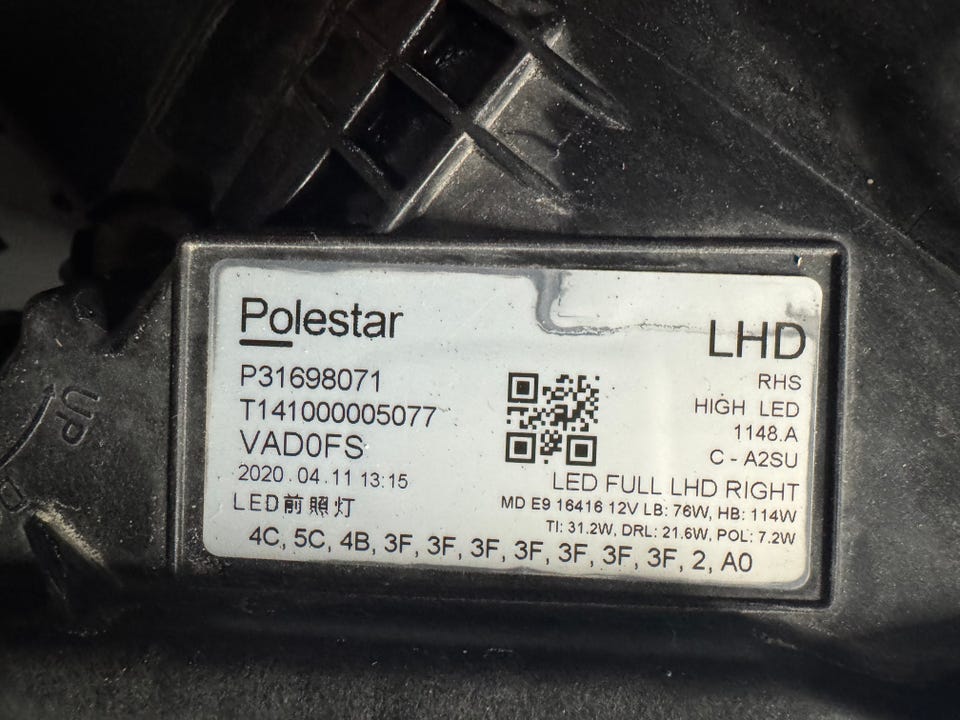 Polestar
P31698071
T141000005077
VAD0FS
2020.04.11 13:15
LED前照灯
LHD
RHS
HIGH LED
1148.A
C - A2SU
LED FULL LHD RIGHT
MD E9 16416 12V LB: 76W, HB: 114W
TI: 31.2W, DRL: 21.6W, POL: 7.2W
4C, 5C, 4B, 3F, 3F, 3F, 3F, 3F, 3F, 3F, 2, A0
UP